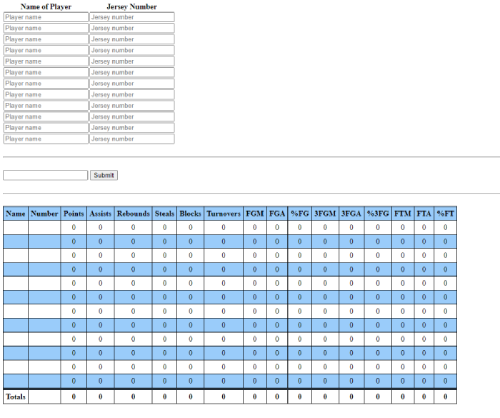 Name of Player Jersey Number
Player name Jersey number
Player name Jersey number
Player name Jersey number
Player name Jersey number
Player name Jersey number
Player name Jersey number
Player name Jersey number
Player name Jersey number
Player name Jersey number
Player name Jersey number
Player name Jersey number
Player name Jersey number
Submit
Name Number Points Assists Rebounds Steals Blocks Turnovers FGM FGA %FG 3FGM 3FGA %3FG FTM FTA %FT
0 0 0 0 0 0 0 0 0 0 0 0 0 0 0
0 0 0 0 0 0 0 0 0 0 0 0 0 0 0
0 0 0 0 0 0 0 0 0 0 0 0 0 0 0
0 0 0 0 0 0 0 0 0 0 0 0 0 0 0
0 0 0 0 0 0 0 0 0 0 0 0 0 0 0
0 0 0 0 0 0 0 0 0 0 0 0 0 0 0
0 0 0 0 0 0 0 0 0 0 0 0 0 0 0
0 0 0 0 0 0 0 0 0 0 0 0 0 0 0
0 0 0 0 0 0 0 0 0 0 0 0 0 0 0
0 0 0 0 0 0 0 0 0 0 0 0 0 0 0
0 0 0 0 0 0 0 0 0 0 0 0 0 0 0
0 0 0 0 0 0 0 0 0 0 0 0 0 0 0
Totals 0 0 0 0 0 0 0 0 0 0 0 0 0 0 0